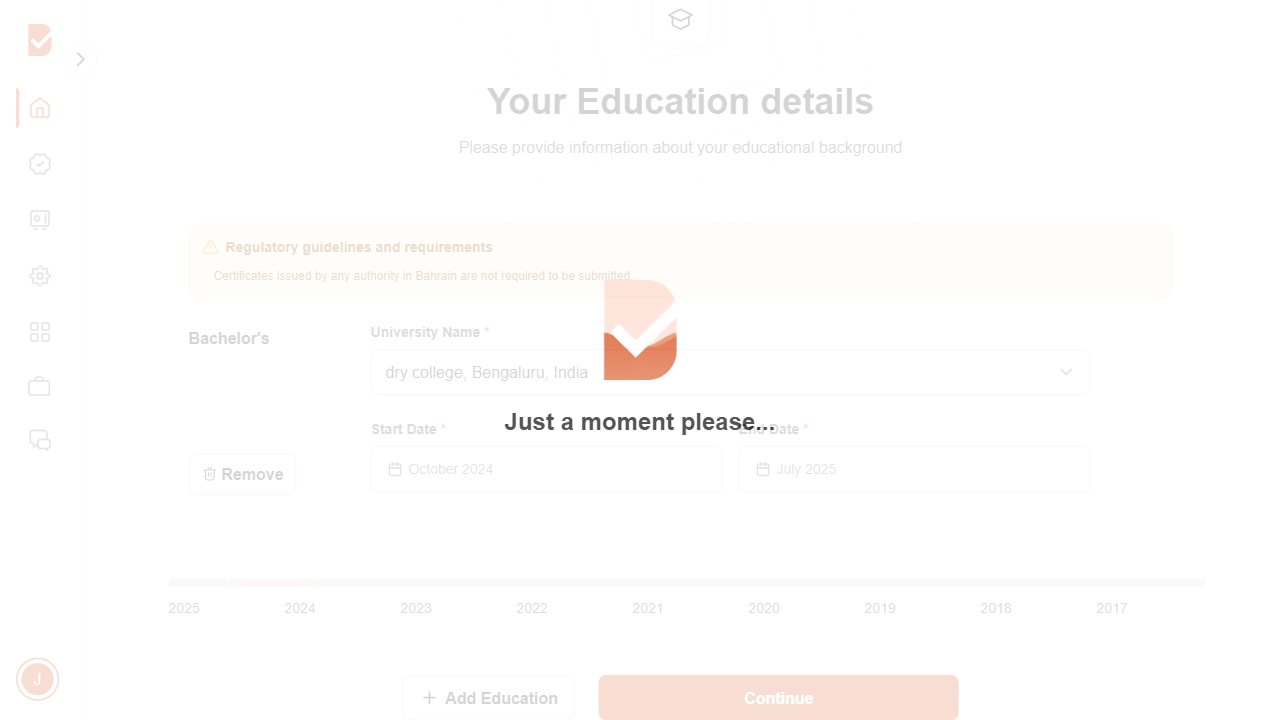 Your Education details
Please provide information about your educational background
Regulatory guidelines and requirements
Certificates issued by any authority in Bahrain are not required to be submitted.
Bachelor's
University Name *
dry college, Bengaluru, India
Just a moment please...
Start Date *
End Date *
October 2024
July 2025
Remove
2025 2024 2023 2022 2021 2020 2019 2018 2017
J
Add Education
Continue